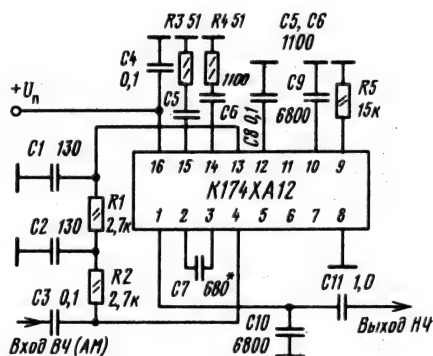 R3 51 R4 51 C5, C6
1100
C4
0,1
1100
C9
R5
+Uп
C5 C6 C8 0,1 6800 15к
C1 130
16 15 14 13 12 11 10 9
К174ХА12
R1
2,7к
1 2 3 4 5 6 7 8
C2 130
R2
2,7к
C7 680*
C11 1,0
C3 0,1
Вход ВЧ (АМ)
C10
6800
Выход НЧ